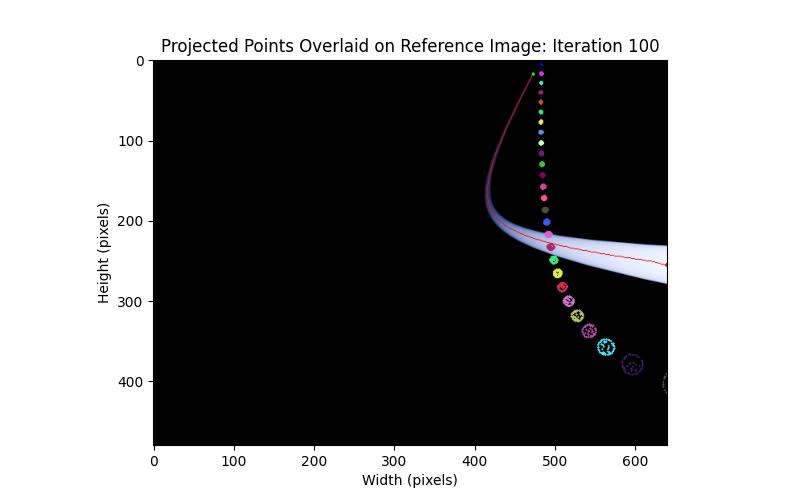 Projected Points Overlaid on Reference Image: Iteration 100
0
100
200
300
400
Height (pixels)
0 100 200 300 400 500 600
Width (pixels)